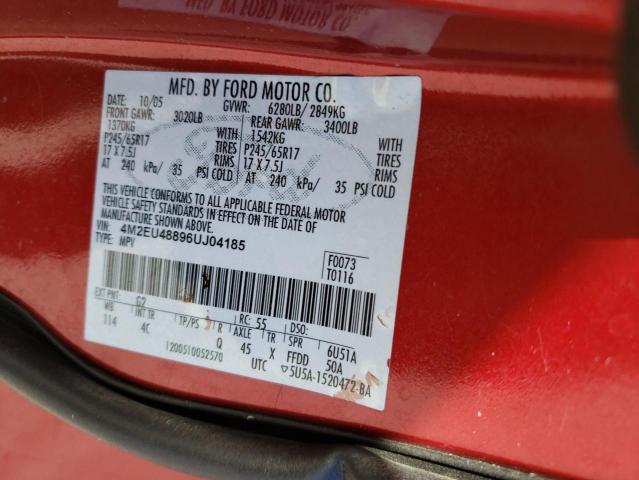 MFD. BY FORD MOTOR CO.
DATE: 10/05 GVWR: 6280LB/ 2849KG
FRONT GAWR: 3020LB REAR GAWR: 3400LB
1370KG WITH 1542KG WITH
P245/65R17 TIRES P245/65R17 TIRES
17 X 7.5J RIMS 17 X 7.5J RIMS
AT 240 kPa/ 35 PSI COLD AT 240 kPa/ 35 PSI COLD
THIS VEHICLE CONFORMS TO ALL APPLICABLE FEDERAL MOTOR
VEHICLE SAFETY STANDARDS IN EFFECT ON THE DATE OF
MANUFACTURE SHOWN ABOVE.
VIN: 4M2EU48896UJ04185
TYPE: MPV
F0073
T0116
EXT PNT: G2 RC: 55 DSO:
WB INT TR TP/PS R AXLE TR SPR 6U51A
114 4C Q 45 X FFDD 50A
1200510052570 UTC ▽5U5A-1520472-BA
Ford